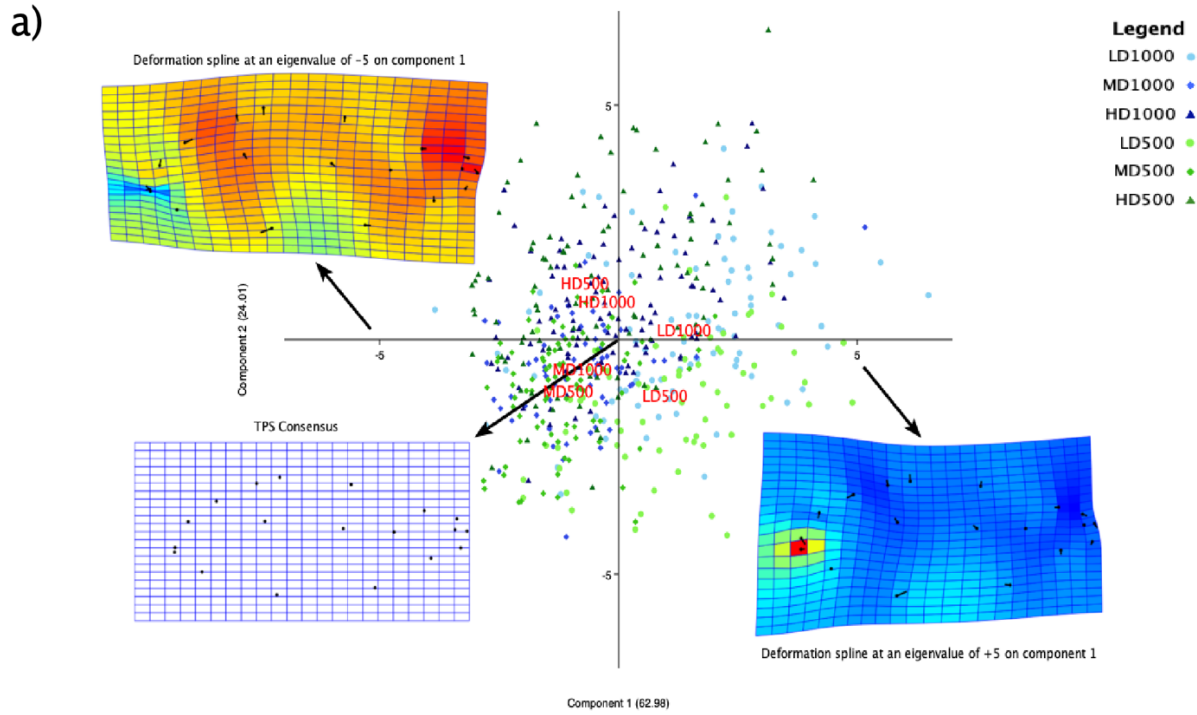 a)
Deformation spline at an eigenvalue of -5 on component 1
Legend
LD1000
MD1000
HD1000
LD500
MD500
HD500
5
HD500
HD1000
LD1000
Component 2 (24.01)
-5
5
MD1000
MD500
LD500
TPS Consensus
-5
Deformation spline at an eigenvalue of +5 on component 1
Component 1 (62.98)